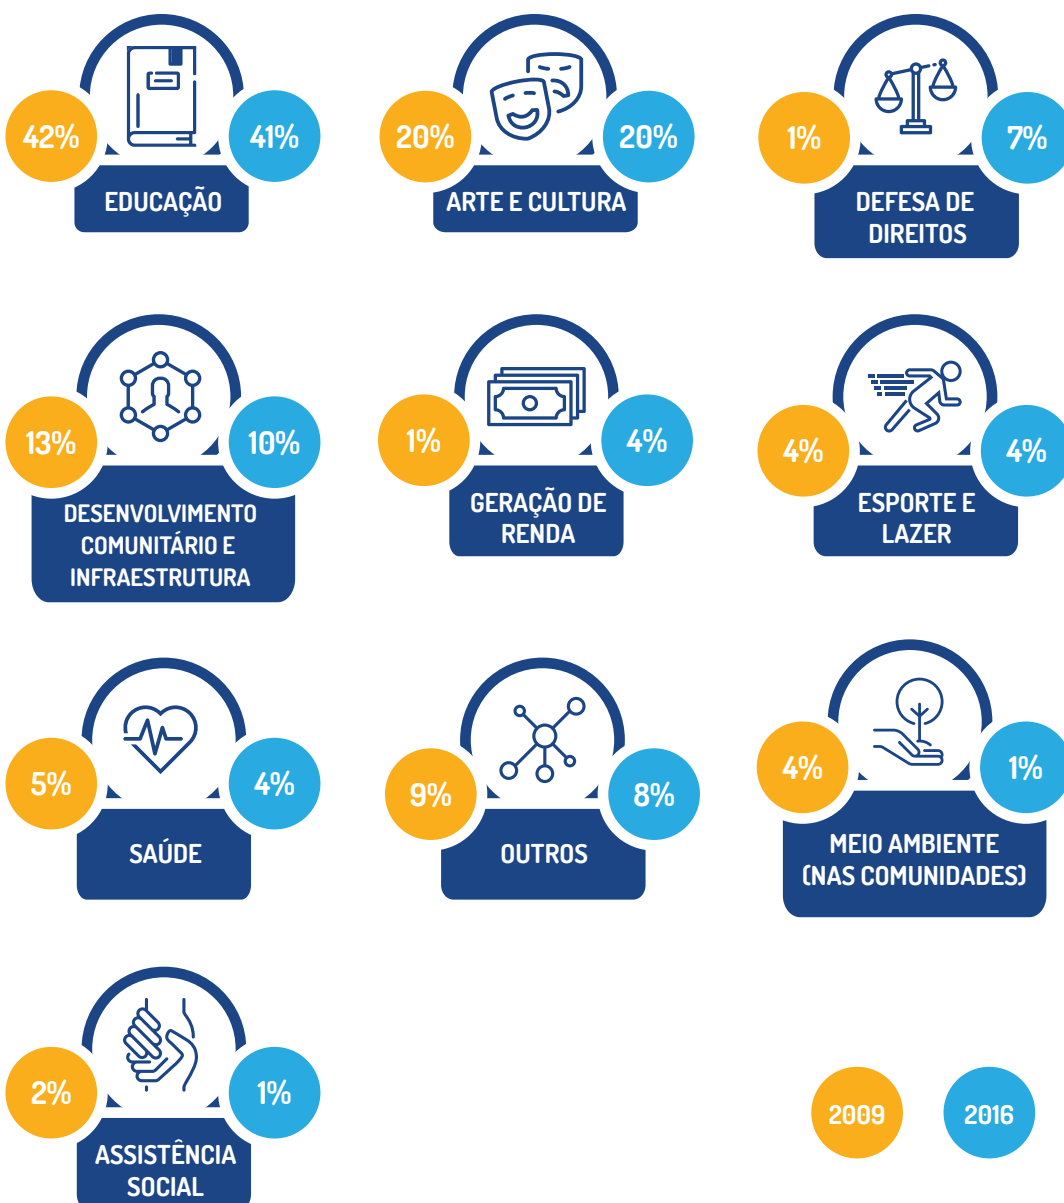 42%
41%
EDUCAÇÃO
20%
20%
ARTE E CULTURA
1%
7%
DEFESA DE
DIREITOS
13%
10%
DESENVOLVIMENTO
COMUNITÁRIO E
INFRAESTRUTURA
1%
4%
GERAÇÃO DE
RENDA
4%
4%
ESPORTE E
LAZER
5%
4%
SAÚDE
9%
8%
OUTROS
4%
1%
MEIO AMBIENTE
(NAS COMUNIDADES)
2%
1%
ASSISTÊNCIA
SOCIAL
2009
2016